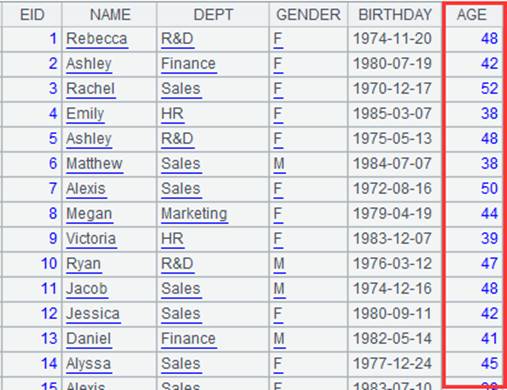 EID NAME DEPT GENDER BIRTHDAY AGE
1 Rebecca R&D F 1974-11-20 48
2 Ashley Finance F 1980-07-19 42
3 Rachel Sales F 1970-12-17 52
4 Emily HR F 1985-03-07 38
5 Ashley R&D F 1975-05-13 48
6 Matthew Sales M 1984-07-07 38
7 Alexis Sales F 1972-08-16 50
8 Megan Marketing F 1979-04-19 44
9 Victoria HR F 1983-12-07 39
10 Ryan R&D M 1976-03-12 47
11 Jacob Sales M 1974-12-16 48
12 Jessica Sales F 1980-09-11 42
13 Daniel Finance M 1982-05-14 41
14 Alyssa Sales F 1977-12-24 45
15 Alexis Sales F 1983-07-10 39